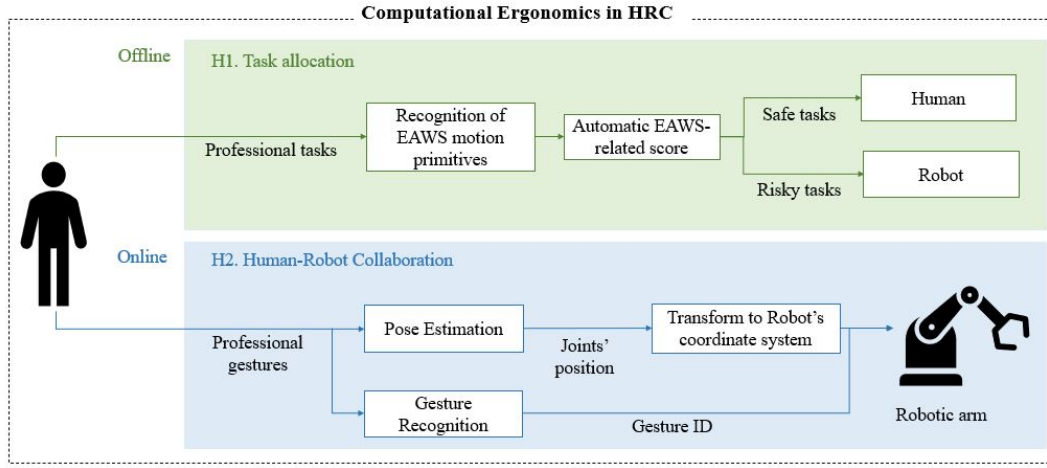 Computational Ergonomics in HRC
Offline
H1. Task allocation
Professional tasks
Recognition of
EAWS motion
primitives
Automatic EAWS-
related score
Safe tasks
Risky tasks
Human
Robot
Online
H2. Human-Robot Collaboration
Professional
gestures
Pose Estimation
Joints'
position
Transform to Robot's
coordinate system
Gesture
Recognition
Gesture ID
Robotic arm